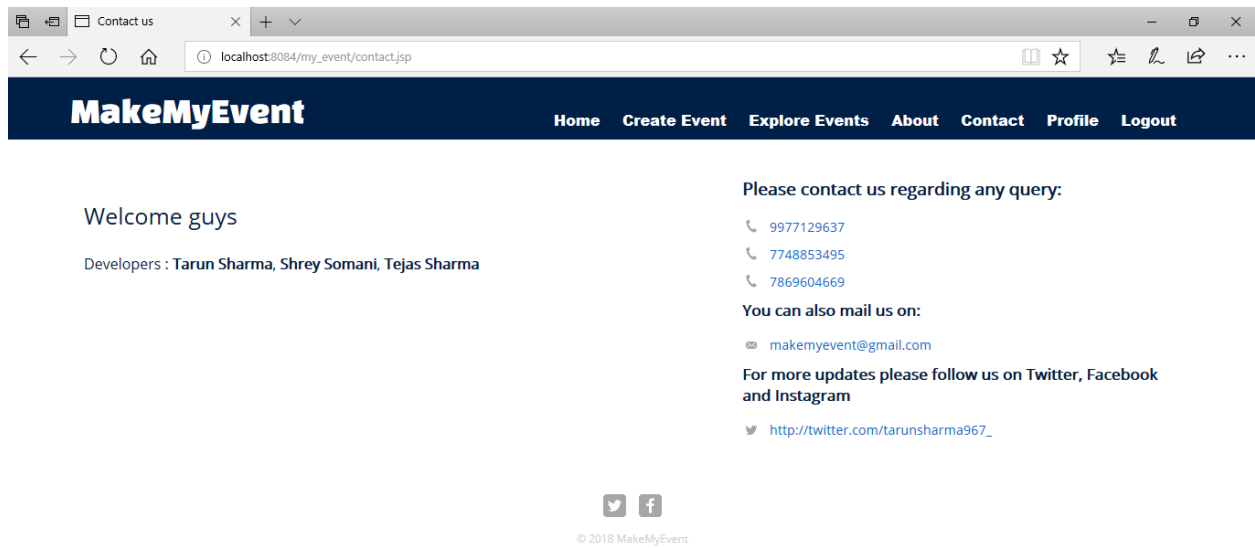 Contact us
localhost:8084/my_event/contact.jsp
MakeMyEvent
Home Create Event Explore Events About Contact Profile Logout
Welcome guys
Developers : Tarun Sharma, Shrey Somani, Tejas Sharma
Please contact us regarding any query:
9977129637
7748853495
7869604669
You can also mail us on:
makemyevent@gmail.com
For more updates please follow us on Twitter, Facebook
and Instagram
http://twitter.com/tarunsharma967_
© 2018 MakeMyEvent